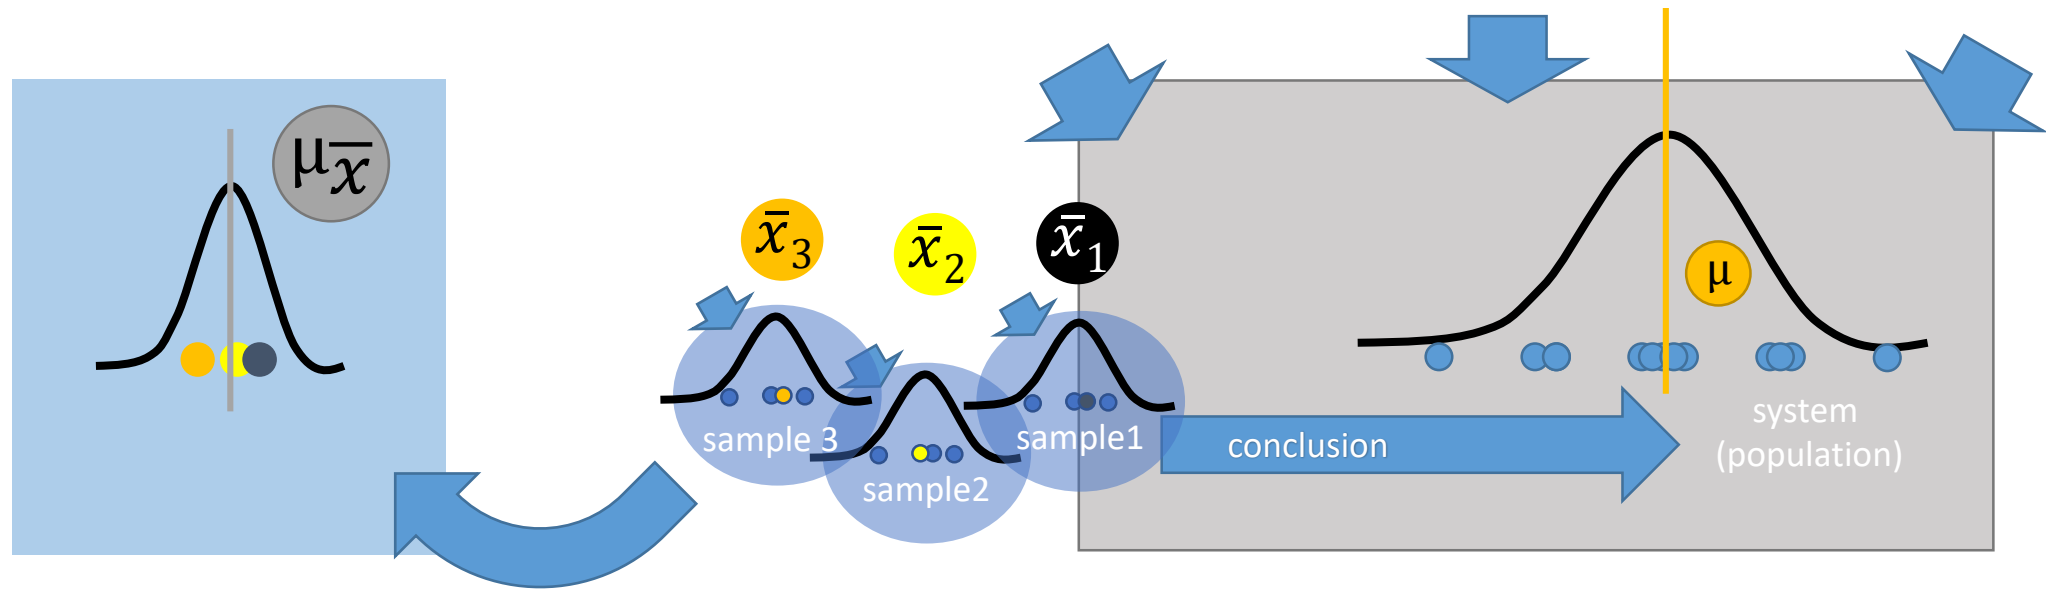 μx̅
x̅3
x̅2
x̅1
μ
sample 3
sample2
sample1
conclusion
system
(population)